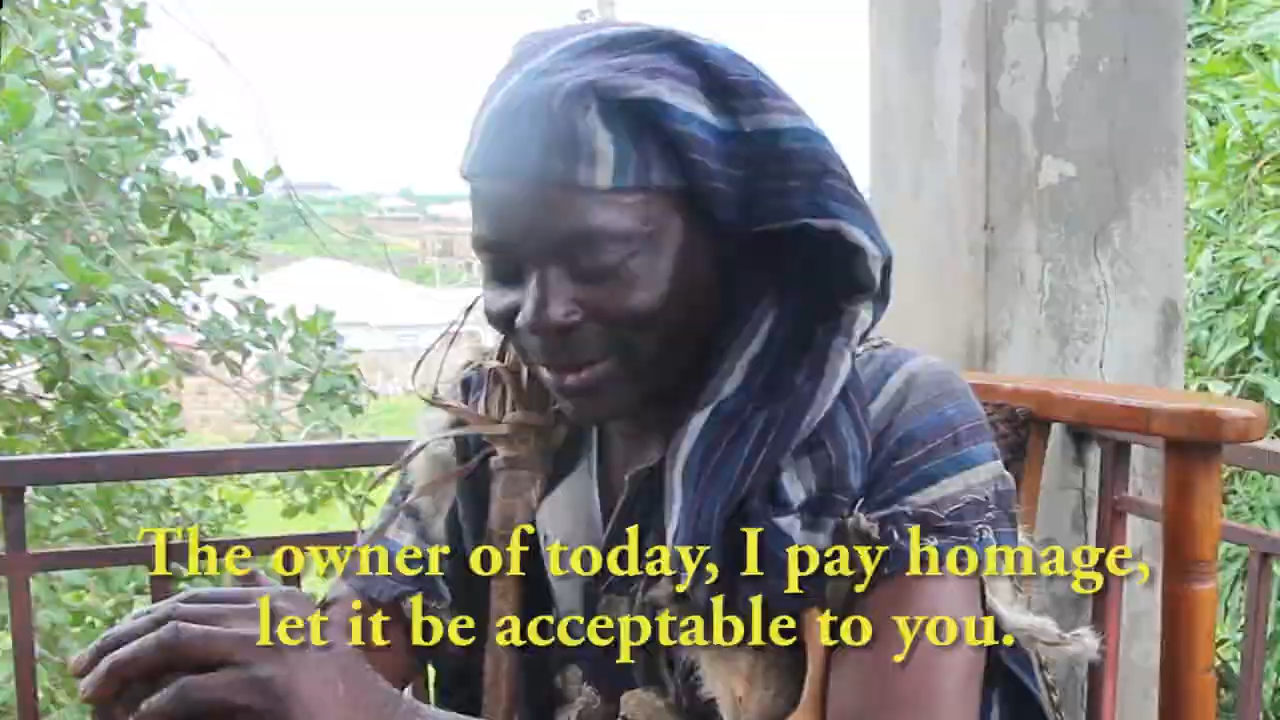 The owner of today, I pay homage,
let it be acceptable to you.